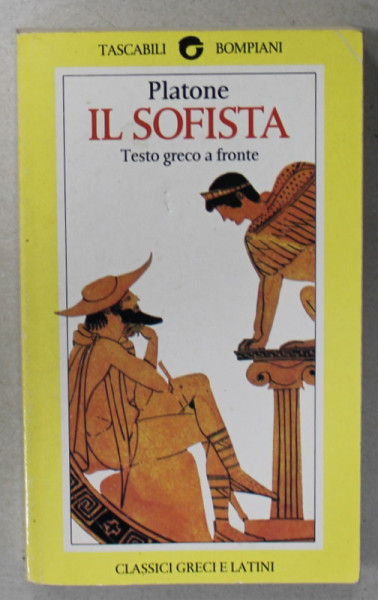 TASCABILI BOMPIANI
Platone
IL SOFISTA
Testo greco a fronte
CLASSICI GRECI E LATINI